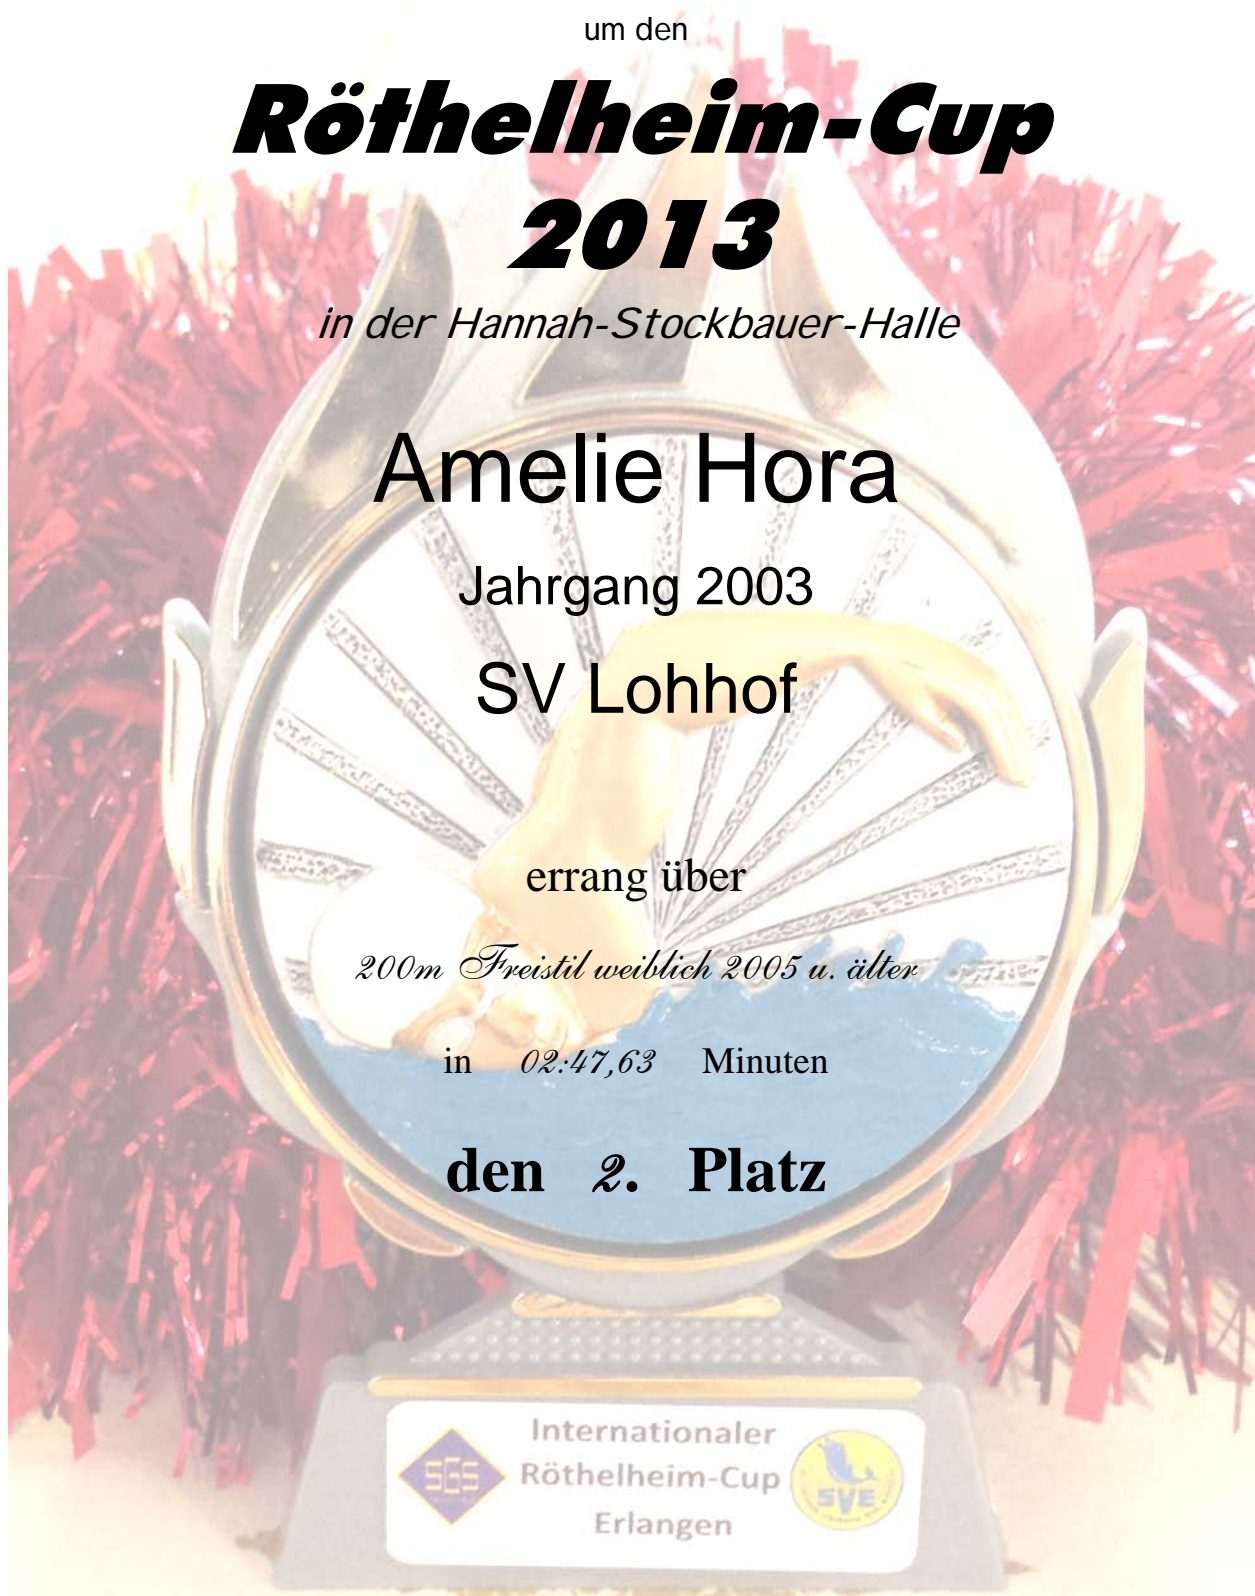 um den
Röthelheim-Cup
2013
in der Hannah-Stockbauer-Halle
Amelie Hora
Jahrgang 2003
SV Lohhof
errang über
200m Freistil weiblich 2005 u. älter
in 02:47,63 Minuten
den 2. Platz
Internationaler
SGS Röthelheim-Cup SVE
Erlangen